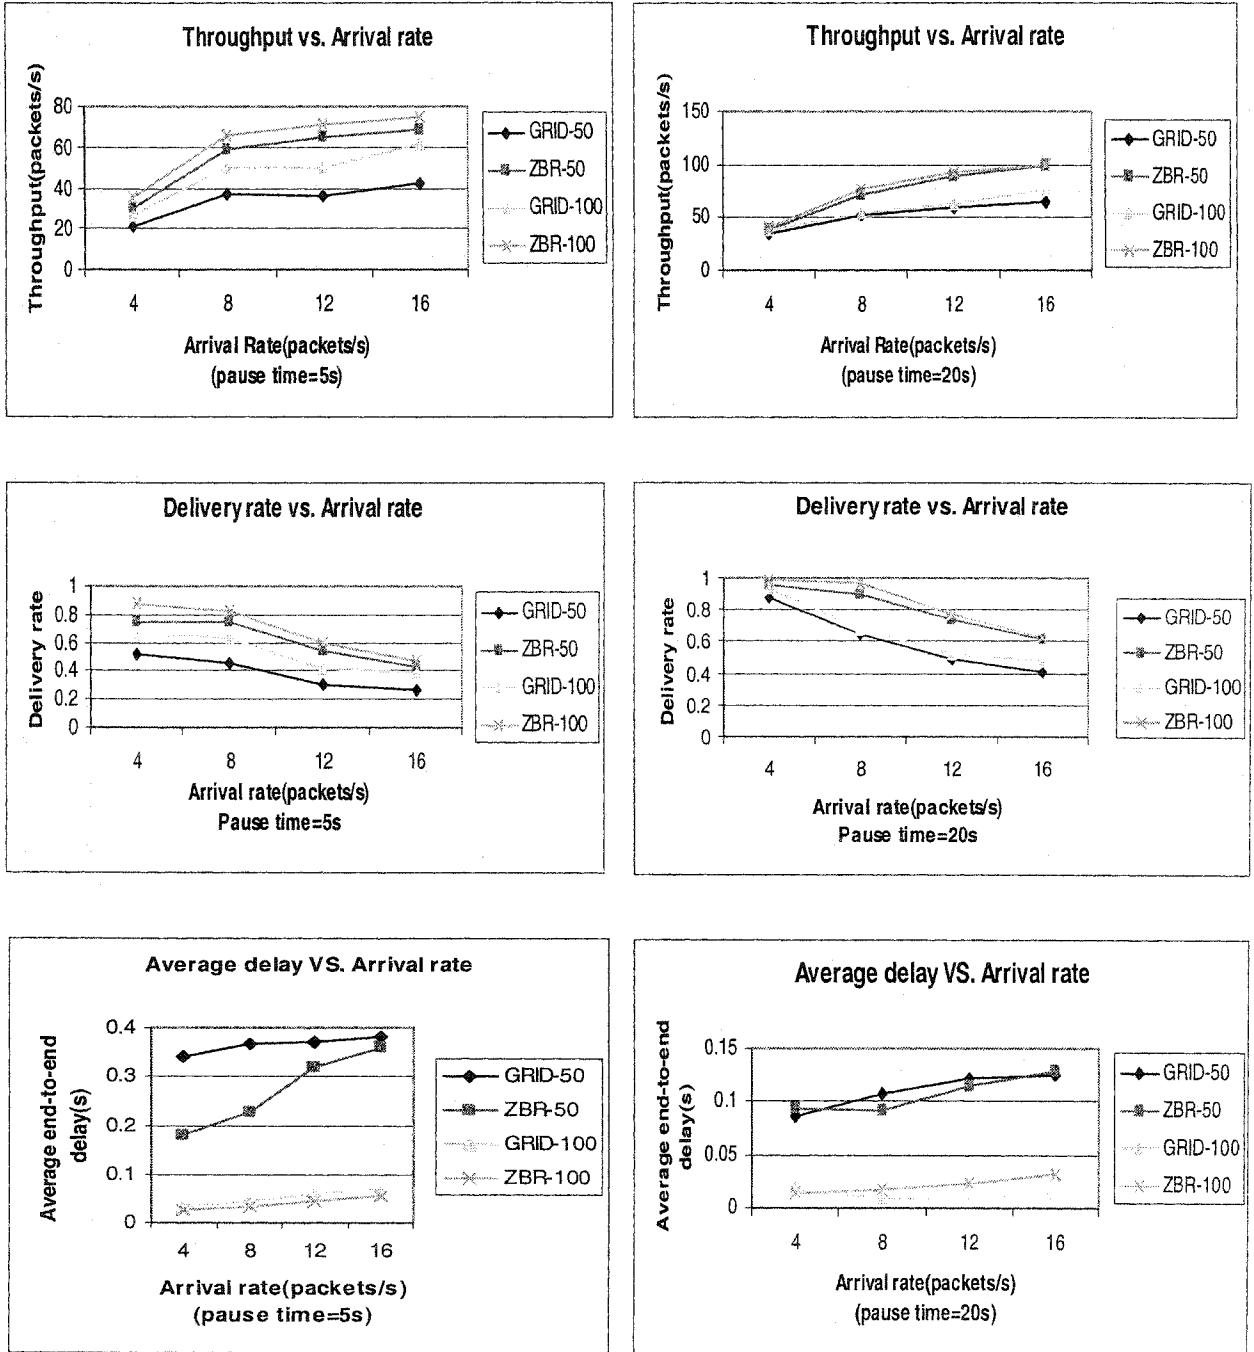 Throughput vs. Arrival rate
Throughput(packets/s)
80
60
40
20
0
4 8 12 16
Arrival Rate(packets/s)
(pause time=5s)
GRID-50
ZBR-50
GRID-100
ZBR-100
Throughput vs. Arrival rate
Throughput(packets/s)
150
100
50
0
4 8 12 16
Arrival Rate(packets/s)
(pause time=20s)
GRID-50
ZBR-50
GRID-100
ZBR-100
Delivery rate vs. Arrival rate
Delivery rate
1
0.8
0.6
0.4
0.2
0
4 8 12 16
Arrival rate(packets/s)
Pause time=5s
GRID-50
ZBR-50
GRID-100
ZBR-100
Delivery rate vs. Arrival rate
Delivery rate
1
0.8
0.6
0.4
0.2
0
4 8 12 16
Arrival rate(packets/s)
Pause time=20s
GRID-50
ZBR-50
GRID-100
ZBR-100
Average delay VS. Arrival rate
Average end-to-end
delay(s)
0.4
0.3
0.2
0.1
0
4 8 12 16
Arrival rate(packets/s)
(pause time=5s)
GRID-50
ZBR-50
GRID-100
ZBR-100
Average delay VS. Arrival rate
Average end-to-end
delay(s)
0.15
0.1
0.05
0
4 8 12 16
Arrival rate(packets/s)
(pause time=20s)
GRID-50
ZBR-50
GRID-100
ZBR-100